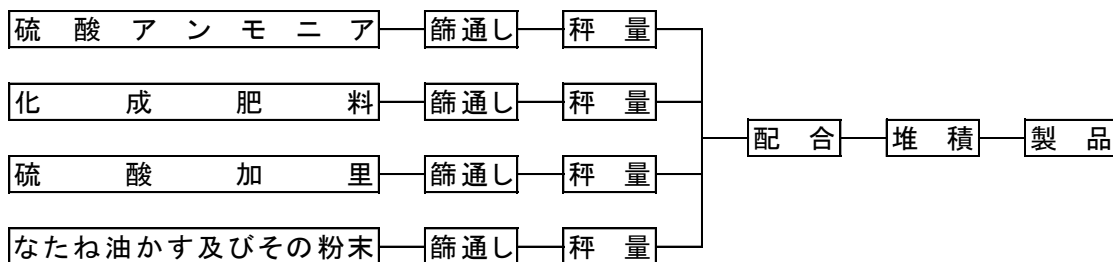 硫酸アンモニア 篩通し 秤量
化成肥料 篩通し 秤量
配合 堆積 製品
硫酸加里 篩通し 秤量
なたね油かす及びその粉末 篩通し 秤量